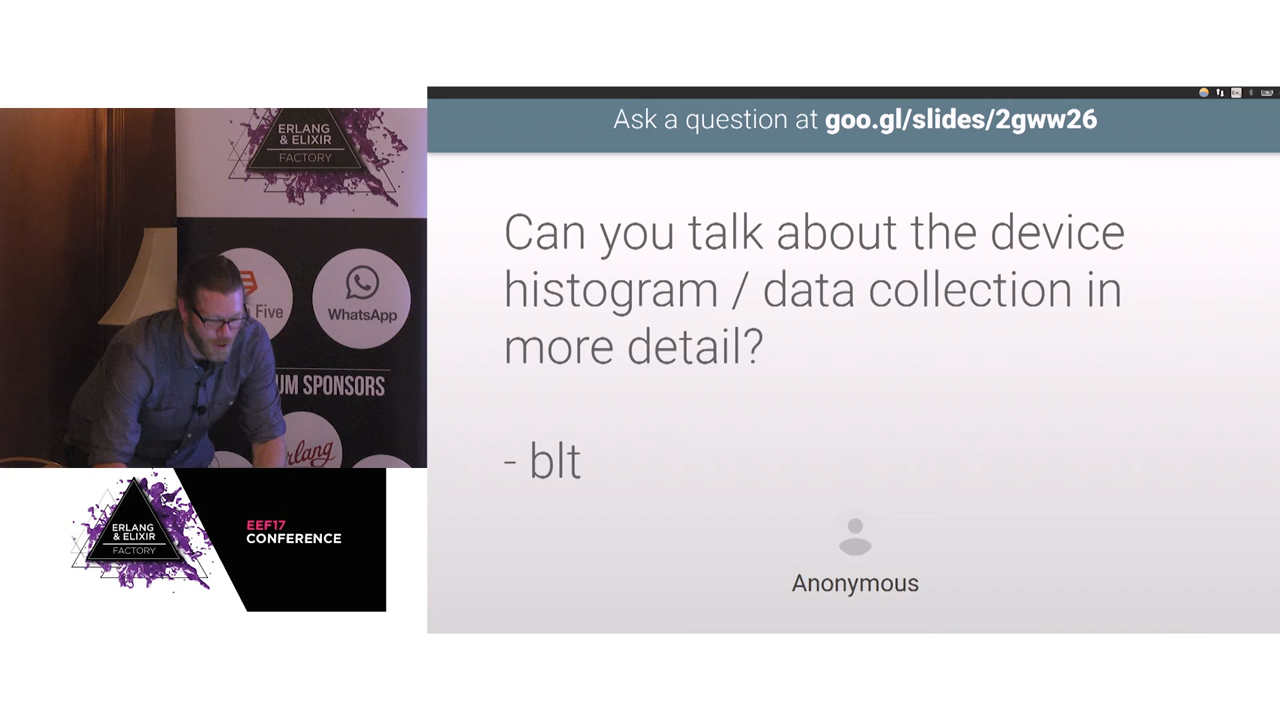 ERLANG
& ELIXIR
FACTORY
Five
WhatsApp
UM SPONSORS
lang
ERLANG
& ELIXIR
FACTORY
EEF17
CONFERENCE
Ask a question at goo.gl/slides/2gww26
Can you talk about the device
histogram / data collection in
more detail?
- blt
Anonymous